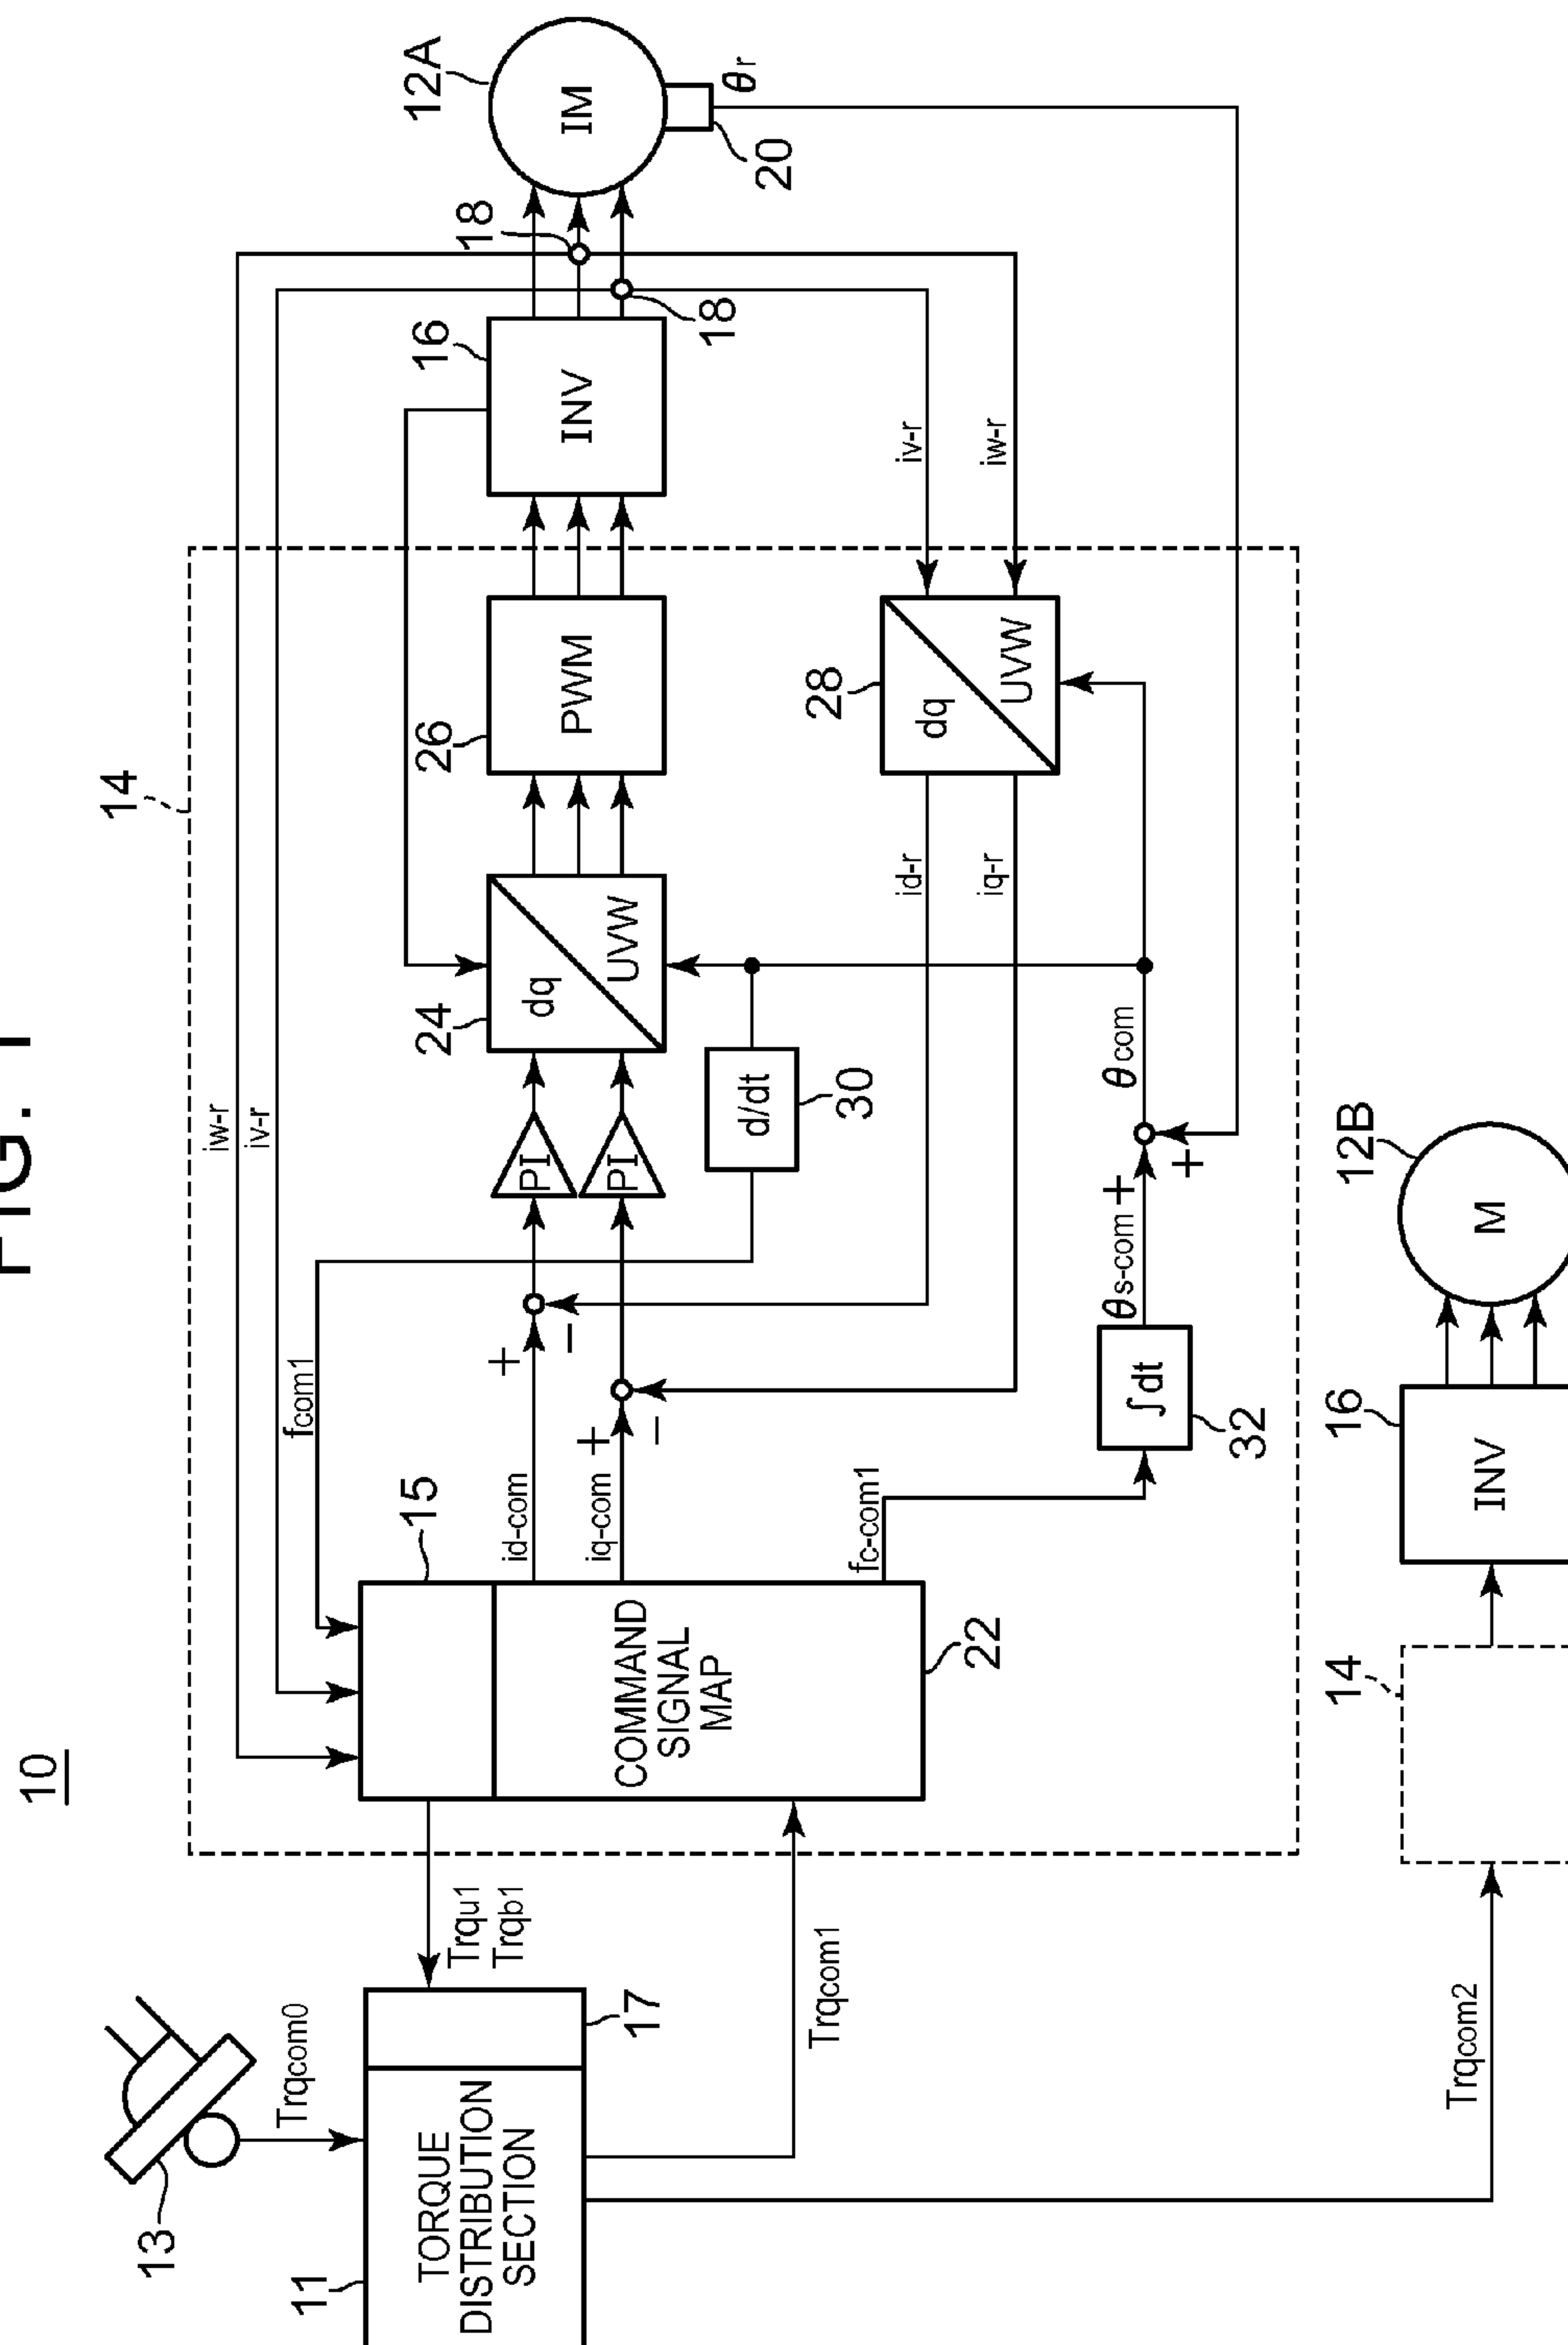 FIG. 1
10
13
Trqcom0
11
TORQUE
DISTRIBUTION
SECTION
17
Trqu1
Trqb1
Trqcom1
Trqcom2
14
iw-r
iv-r
fcom1
15
COMMAND
SIGNAL
MAP
22
id-com
+
−
iq-com
+
−
fc-com1
PI
PI
24
dq
UVW
26
PWM
16
INV
18
18
12A
IM
20
θr
d/dt
30
id-r
iq-r
28
dq
UVW
iv-r
iw-r
∫dt
32
θs-com
+
+
θcom
14
16
INV
12B
M